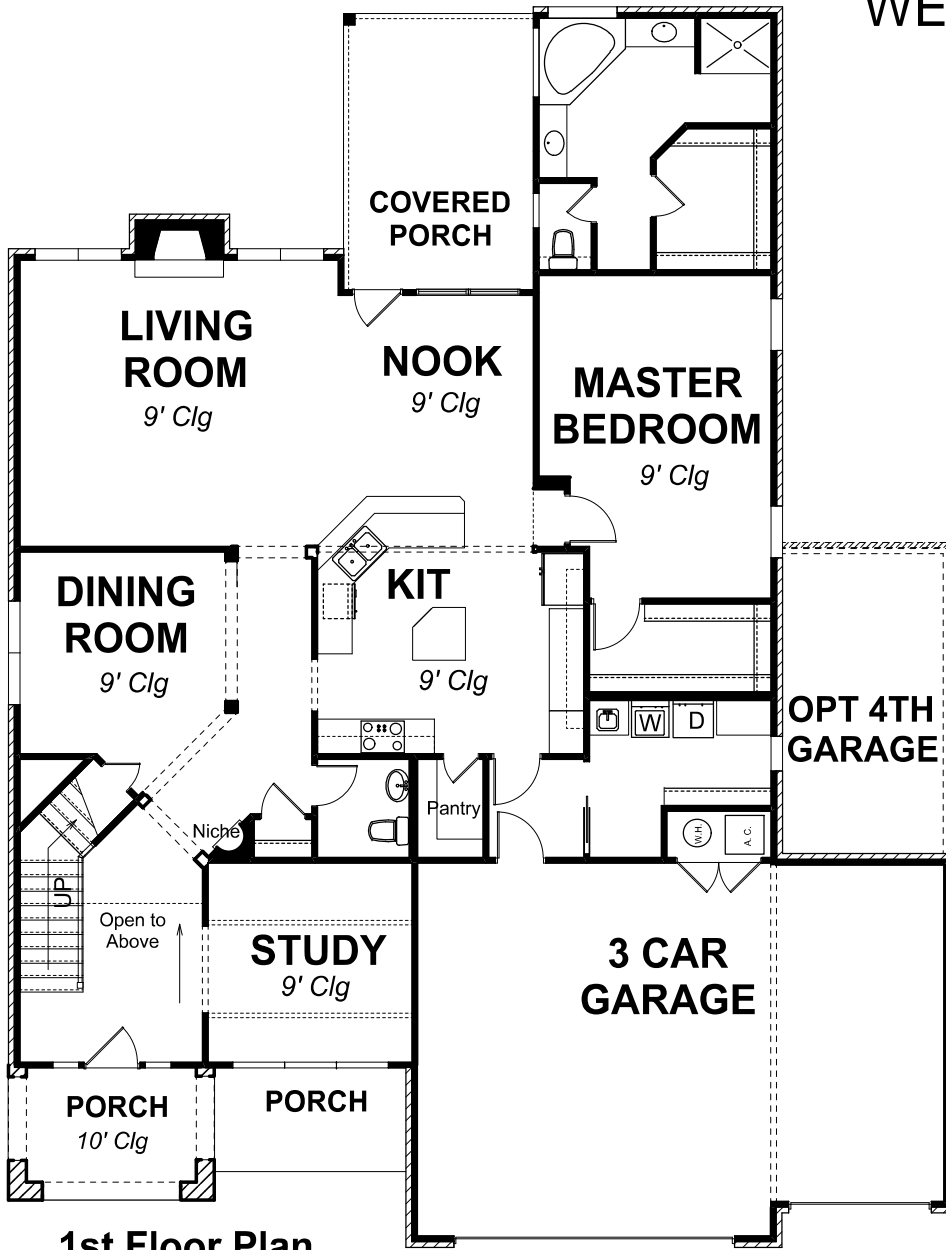 WE
COVERED
PORCH
LIVING
ROOM
9' Clg
NOOK
9' Clg
MASTER
BEDROOM
9' Clg
DINING
ROOM
9' Clg
KIT
9' Clg
W
D
OPT 4TH
GARAGE
Pantry
Niche
W.H.
A.C.
UP
Open to
Above
STUDY
9' Clg
3 CAR
GARAGE
PORCH
10' Clg
PORCH
1st Floor Plan